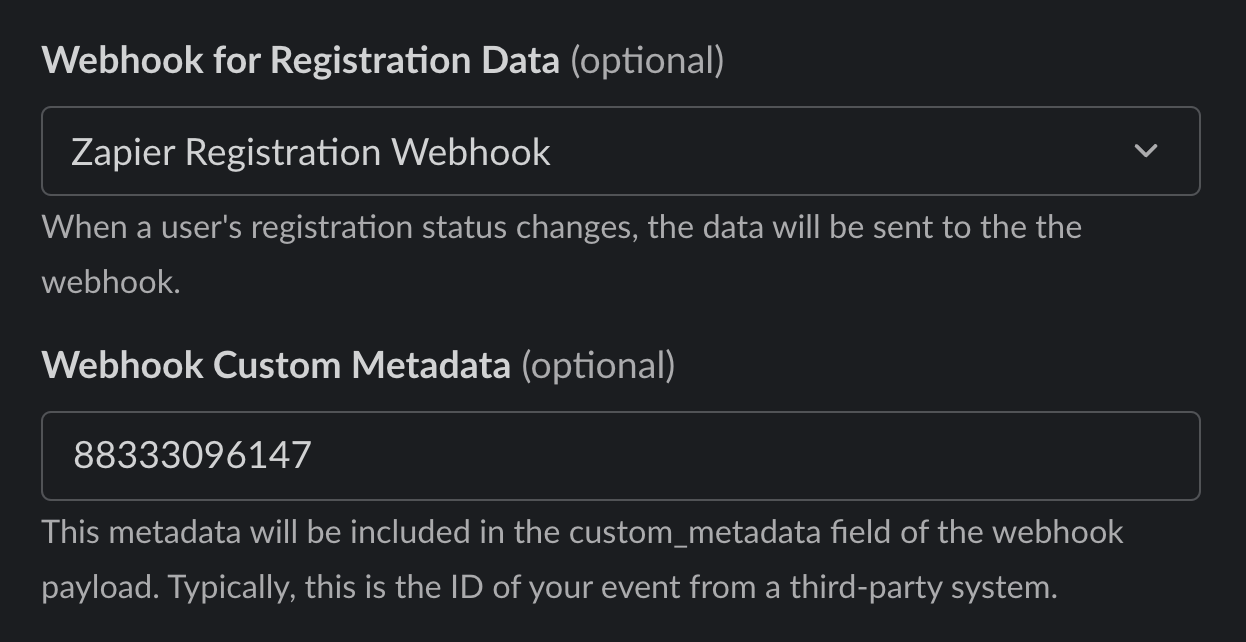 Webhook for Registration Data (optional)
Zapier Registration Webhook
When a user's registration status changes, the data will be sent to the the
webhook.
Webhook Custom Metadata (optional)
88333096147
This metadata will be included in the custom_metadata field of the webhook
payload. Typically, this is the ID of your event from a third-party system.